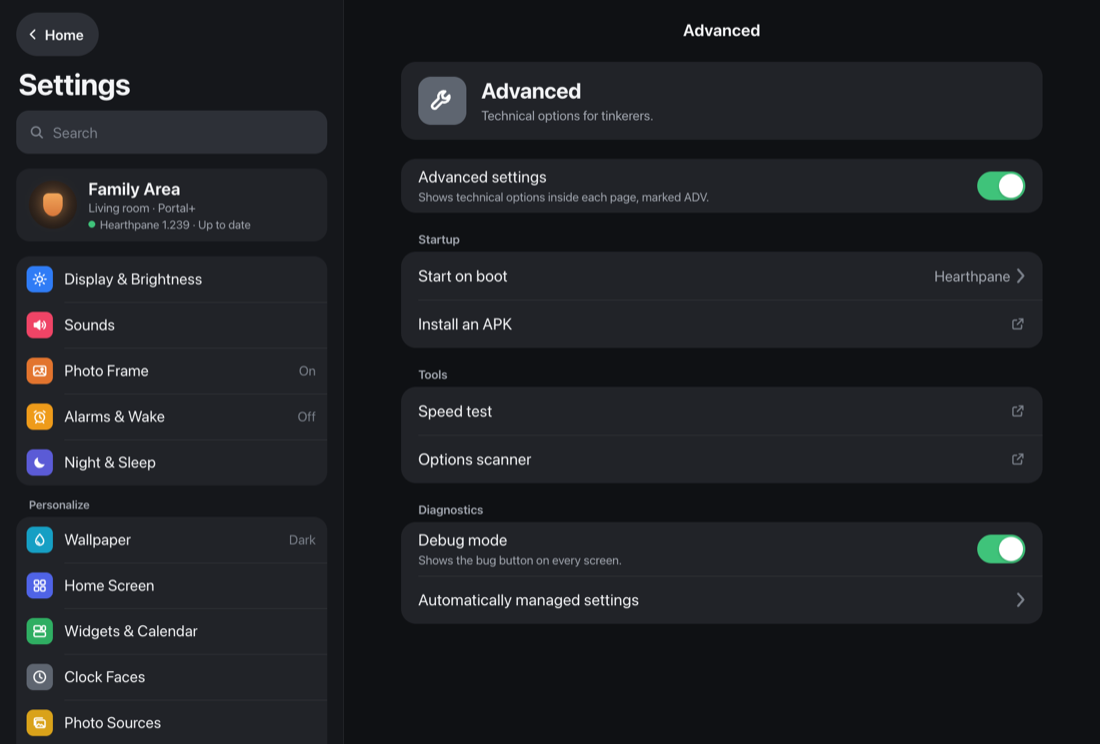 Home
Settings
Search
Family Area
Living room · Portal+
Hearthpane 1.239 · Up to date
Display & Brightness
Sounds
Photo Frame On
Alarms & Wake Off
Night & Sleep
Personalize
Wallpaper Dark
Home Screen
Widgets & Calendar
Clock Faces
Photo Sources
Advanced
Advanced
Technical options for tinkerers.
Advanced settings
Shows technical options inside each page, marked ADV.
Startup
Start on boot Hearthpane
Install an APK
Tools
Speed test
Options scanner
Diagnostics
Debug mode
Shows the bug button on every screen.
Automatically managed settings